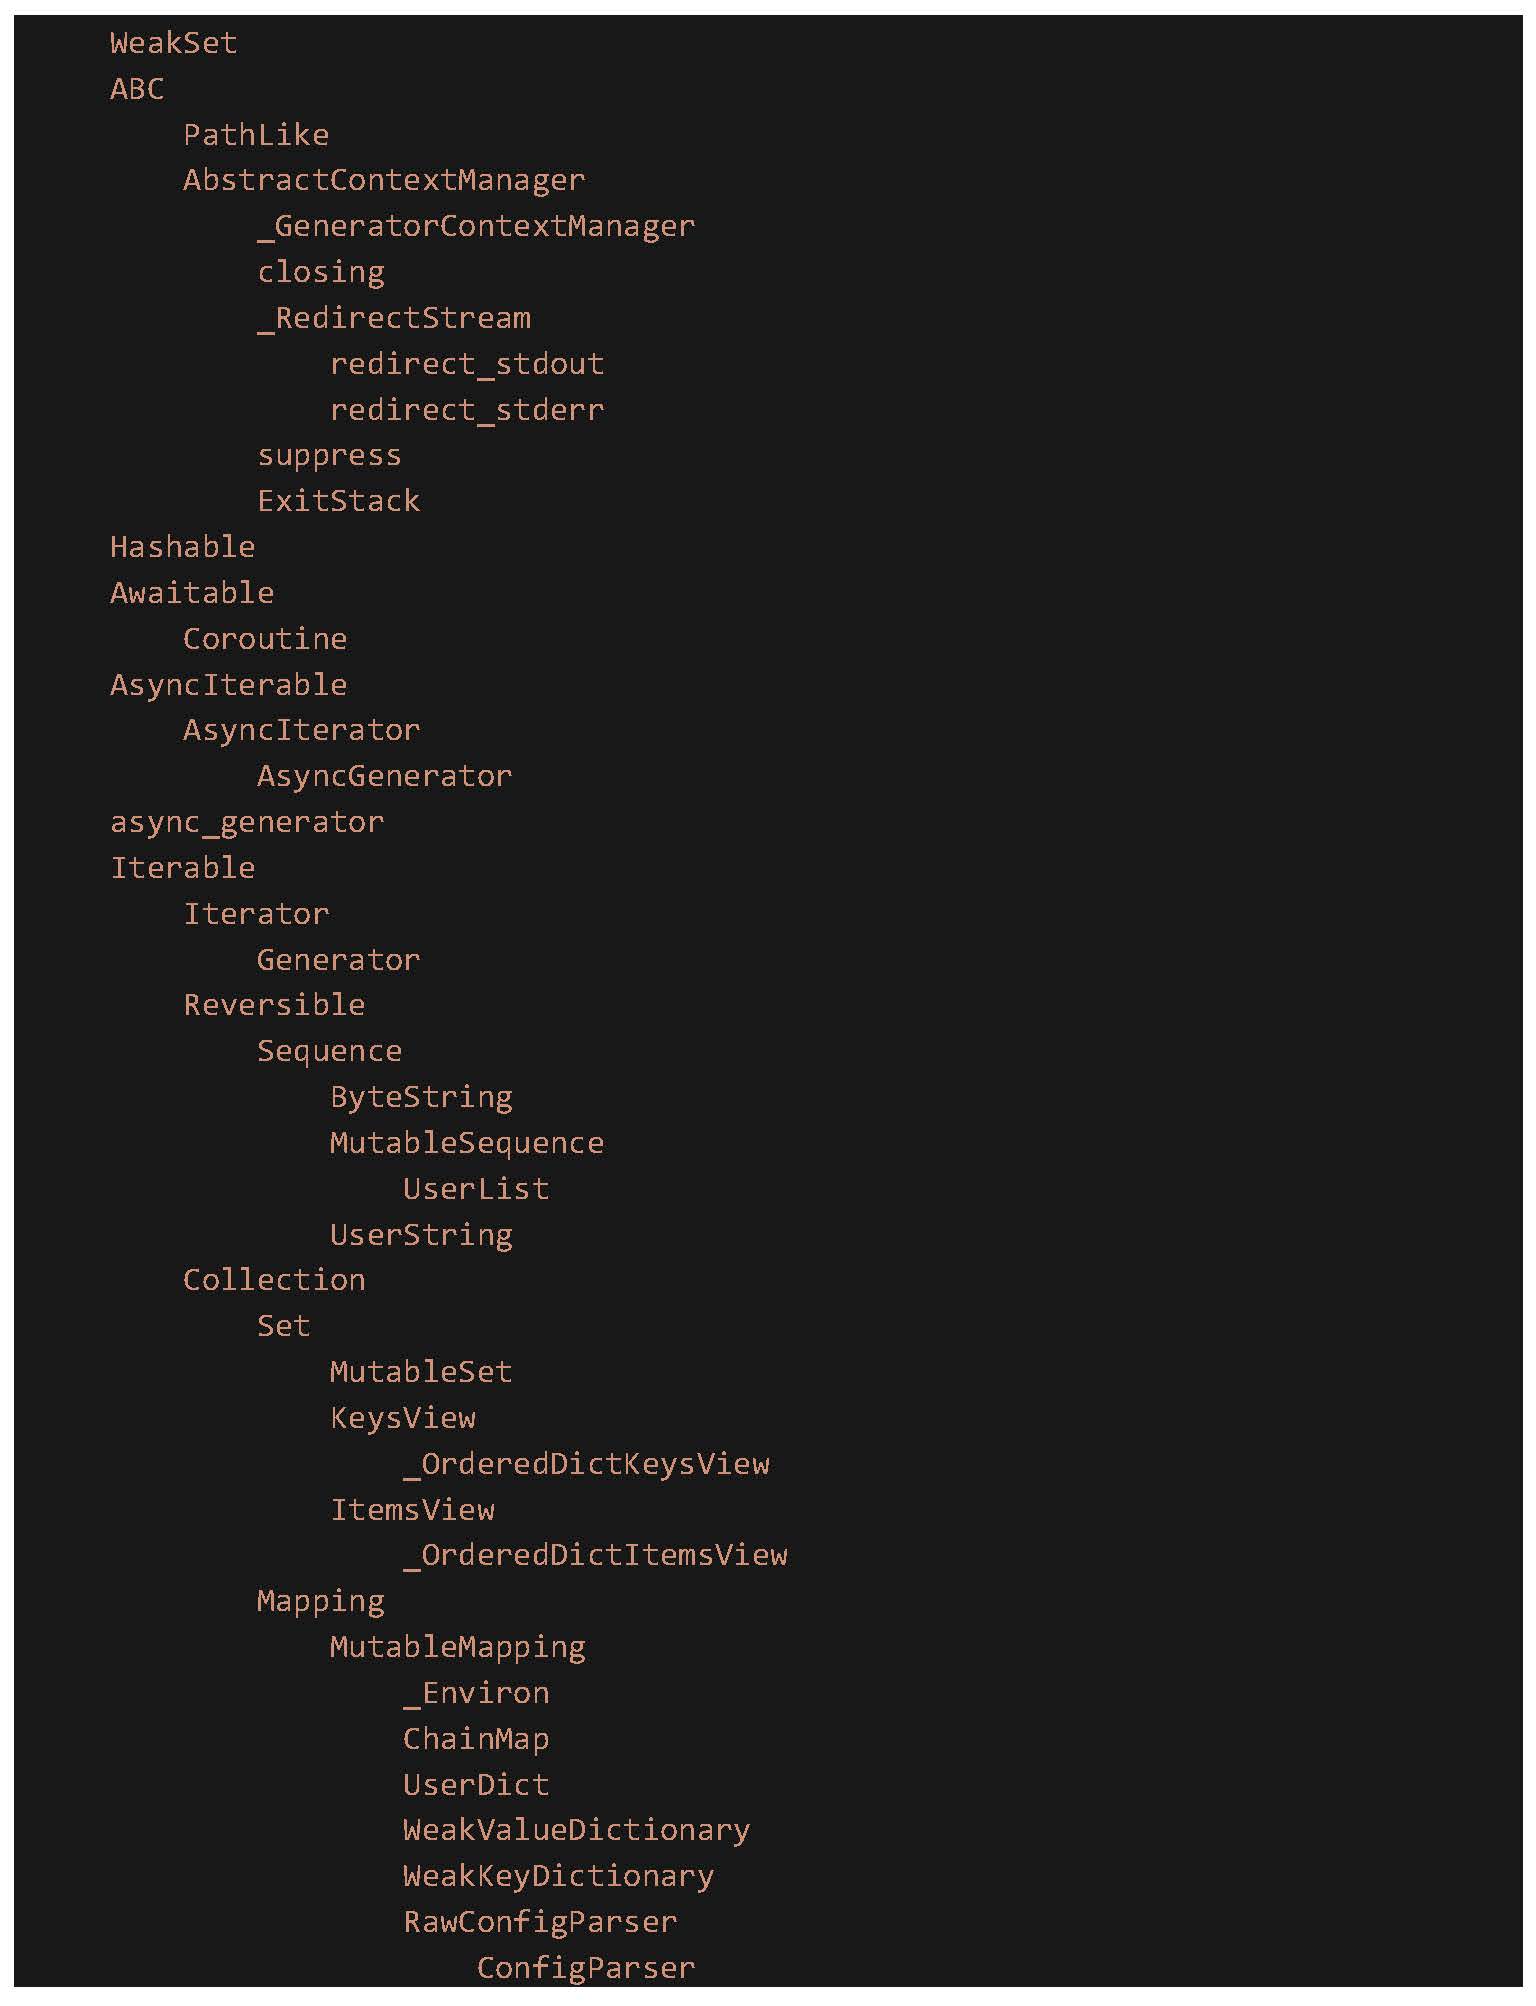 WeakSet
ABC
PathLike
AbstractContextManager
_GeneratorContextManager
closing
_RedirectStream
redirect_stdout
redirect_stderr
suppress
ExitStack
Hashable
Awaitable
Coroutine
AsyncIterable
AsyncIterator
AsyncGenerator
async_generator
Iterable
Iterator
Generator
Reversible
Sequence
ByteString
MutableSequence
UserList
UserString
Collection
Set
MutableSet
KeysView
_OrderedDictKeysView
ItemsView
_OrderedDictItemsView
Mapping
MutableMapping
_Environ
ChainMap
UserDict
WeakValueDictionary
WeakKeyDictionary
RawConfigParser
ConfigParser